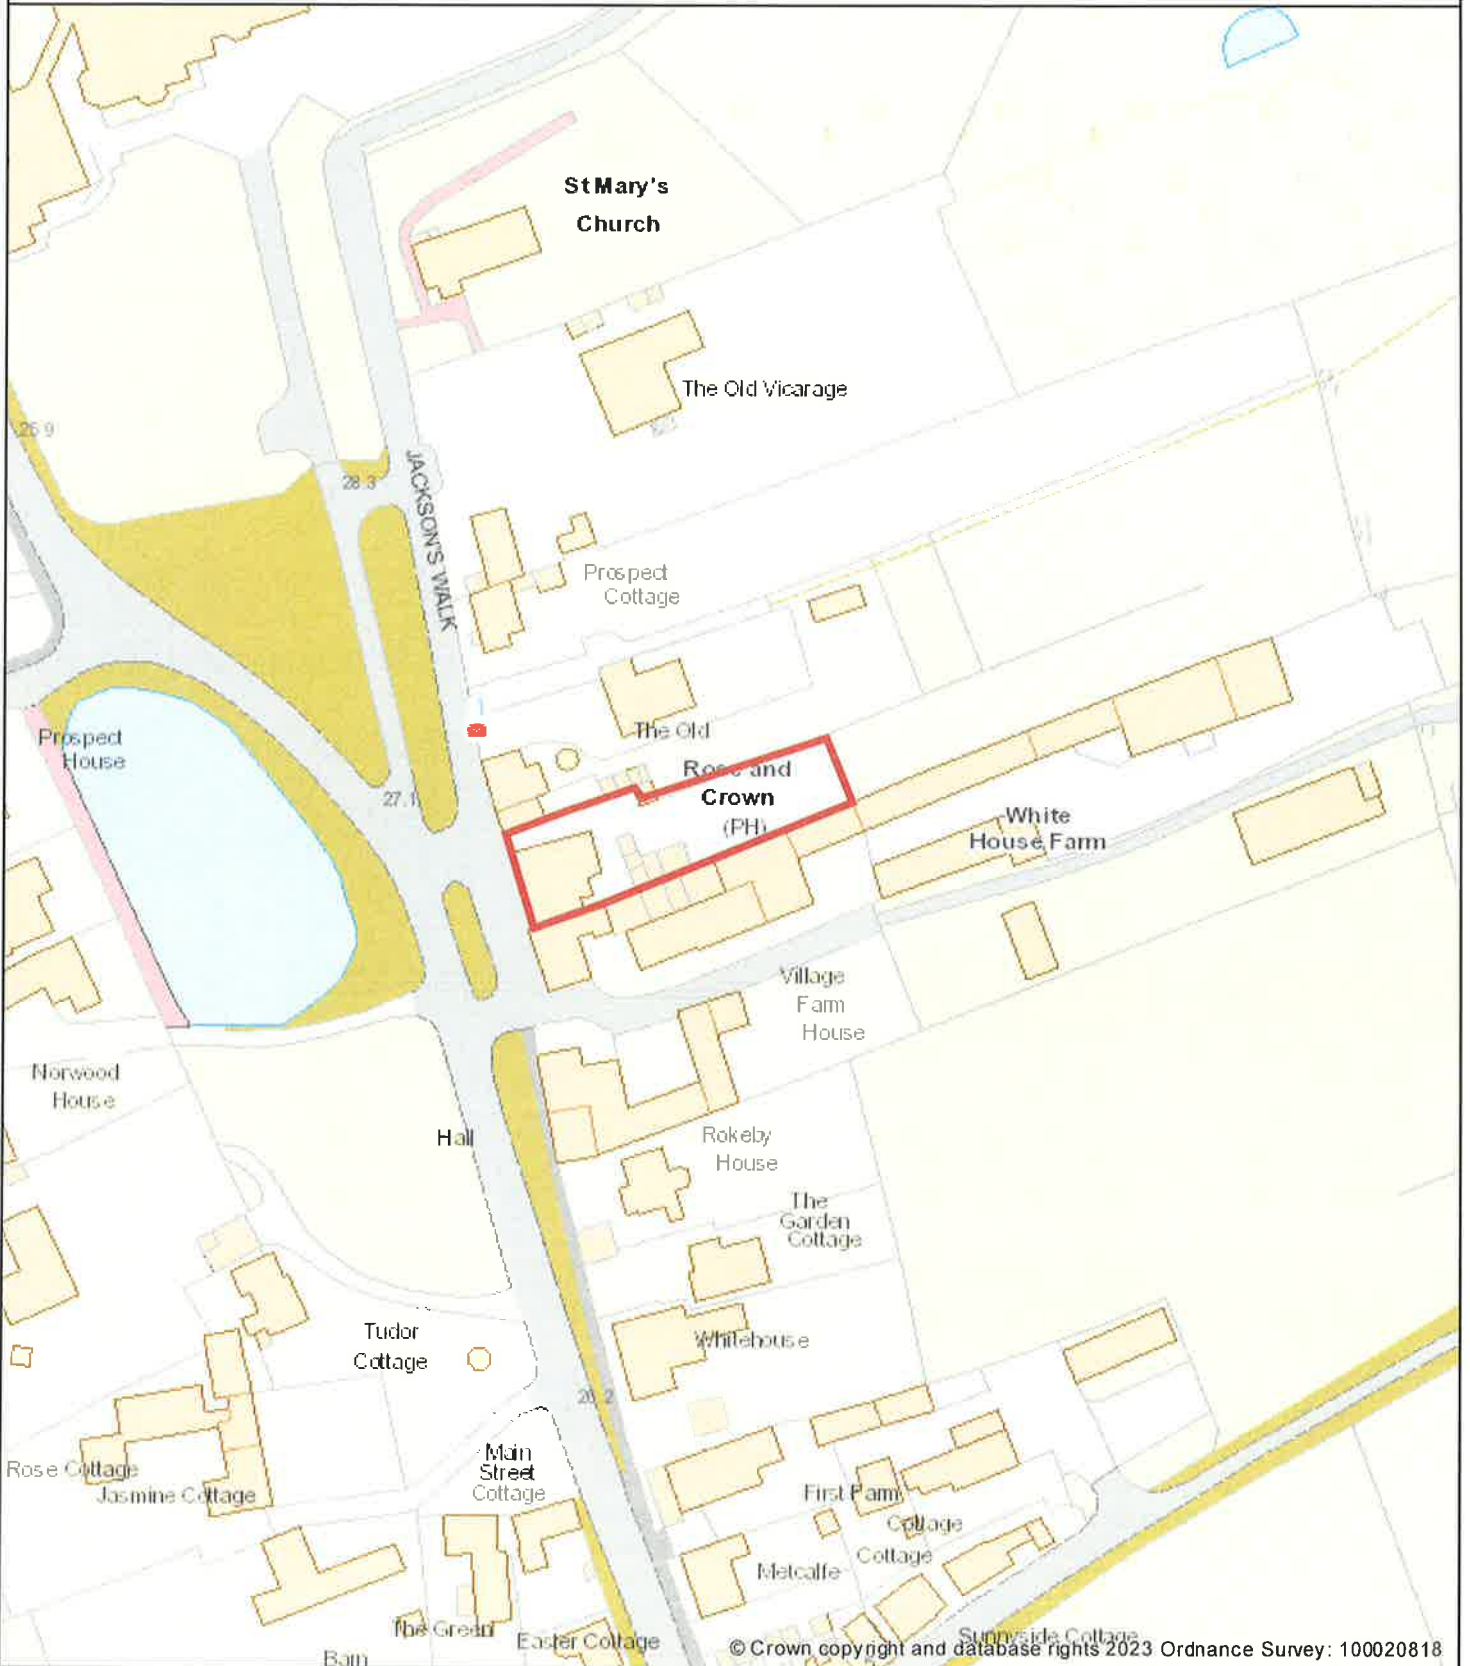 St Mary's
Church
The Old Vicarage
25.9
28.3
JACKSON'S WALK
Prospect
Cottage
The Old
Prospect
House
Rose and
Crown
(PH)
27.1
White
House Farm
Village
Farm
House
Norwood
House
Hall
Rokeby
House
The
Garden
Cottage
Tudor
Cottage
Whitehouse
26.2
Main
Street
Cottage
Rose Cottage
Jasmine Cottage
First Farm
Cottage
Cottage
Metcalfe
The Green
Easter Cottage
Sunnyside Cottage
Barn
© Crown copyright and database rights 2023 Ordnance Survey: 100020818